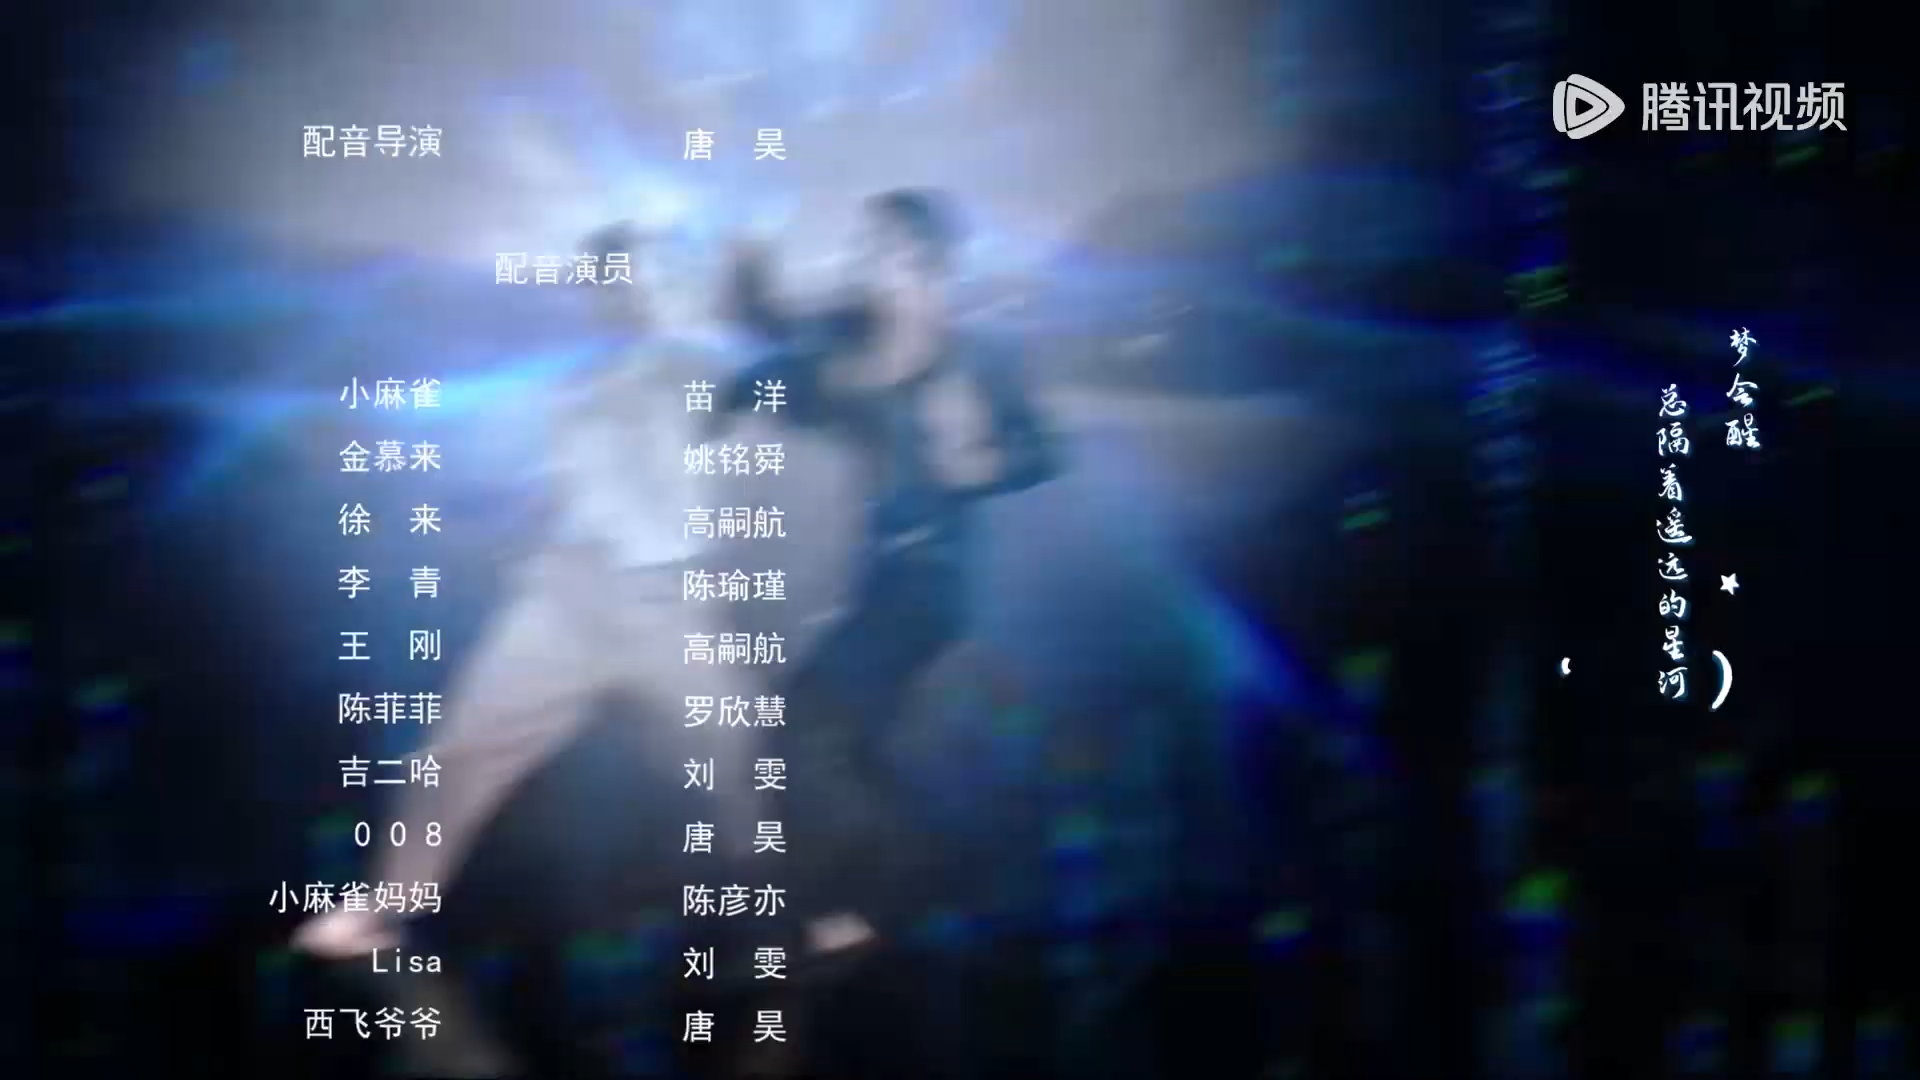 腾讯视频
配音导演 唐 昊
配音演员
小麻雀 苗 洋
金慕来 姚铭舜
徐 来 高嗣航
李 青 陈瑜瑾
王 刚 高嗣航
陈菲菲 罗欣慧
吉二哈 刘 雯
008 唐 昊
小麻雀妈妈 陈彦亦
Lisa 刘 雯
西飞爷爷 唐 昊
梦会醒
总隔着遥远的星河